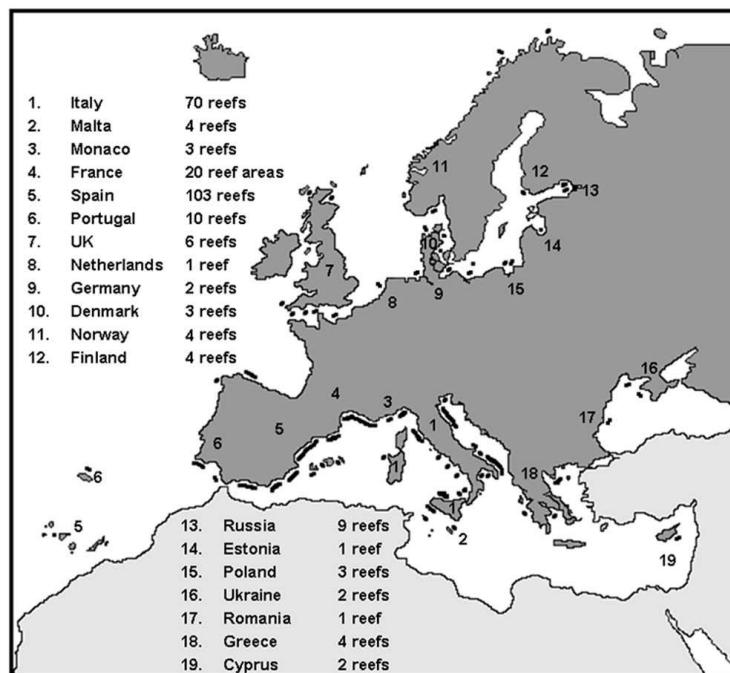 1. Italy 70 reefs
2. Malta 4 reefs
3. Monaco 3 reefs
4. France 20 reef areas
5. Spain 103 reefs
6. Portugal 10 reefs
7. UK 6 reefs
8. Netherlands 1 reef
9. Germany 2 reefs
10. Denmark 3 reefs
11. Norway 4 reefs
12. Finland 4 reefs
11
12
13
10
14
7
15
9
8
16
4
3
1
17
6
5
18
1
6
1
5
2
19
13. Russia 9 reefs
14. Estonia 1 reef
15. Poland 3 reefs
16. Ukraine 2 reefs
17. Romania 1 reef
18. Greece 4 reefs
19. Cyprus 2 reefs